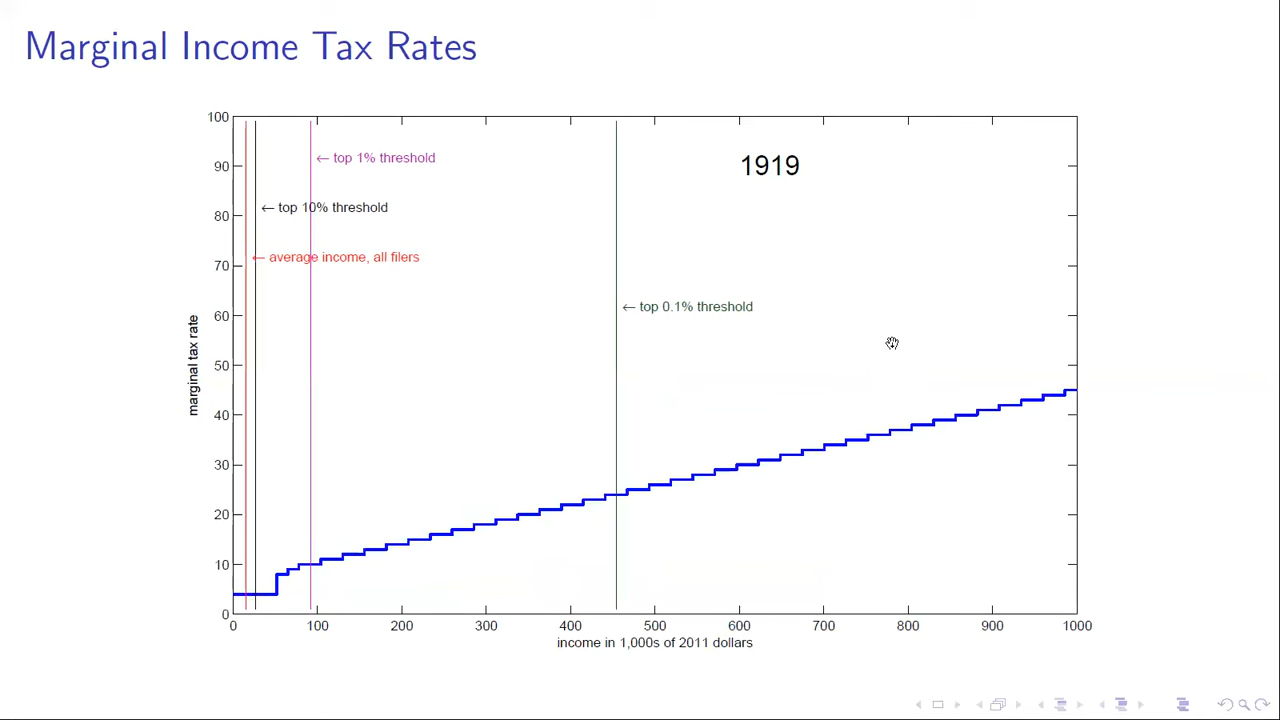 Marginal Income Tax Rates
1919
← top 1% threshold
← top 10% threshold
← average income, all filers
← top 0.1% threshold
marginal tax rate
100
90
80
70
60
50
40
30
20
10
0
0 100 200 300 400 500 600 700 800 900 1000
income in 1,000s of 2011 dollars